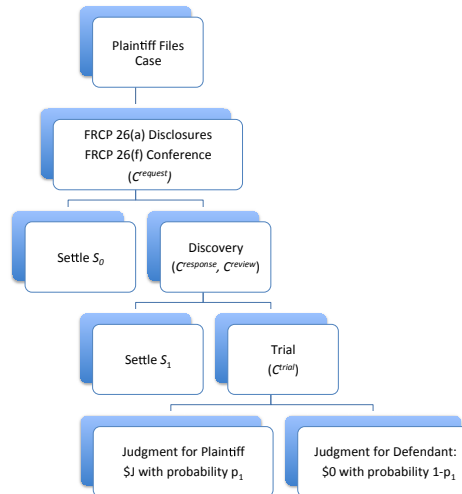 Plaintiff Files
Case
FRCP 26(a) Disclosures
FRCP 26(f) Conference
(C^request)
Settle S₀
Discovery
(C^response, C^review)
Settle S₁
Trial
(C^trial)
Judgment for Plaintiff
$J with probability p₁
Judgment for Defendant:
$0 with probability 1-p₁